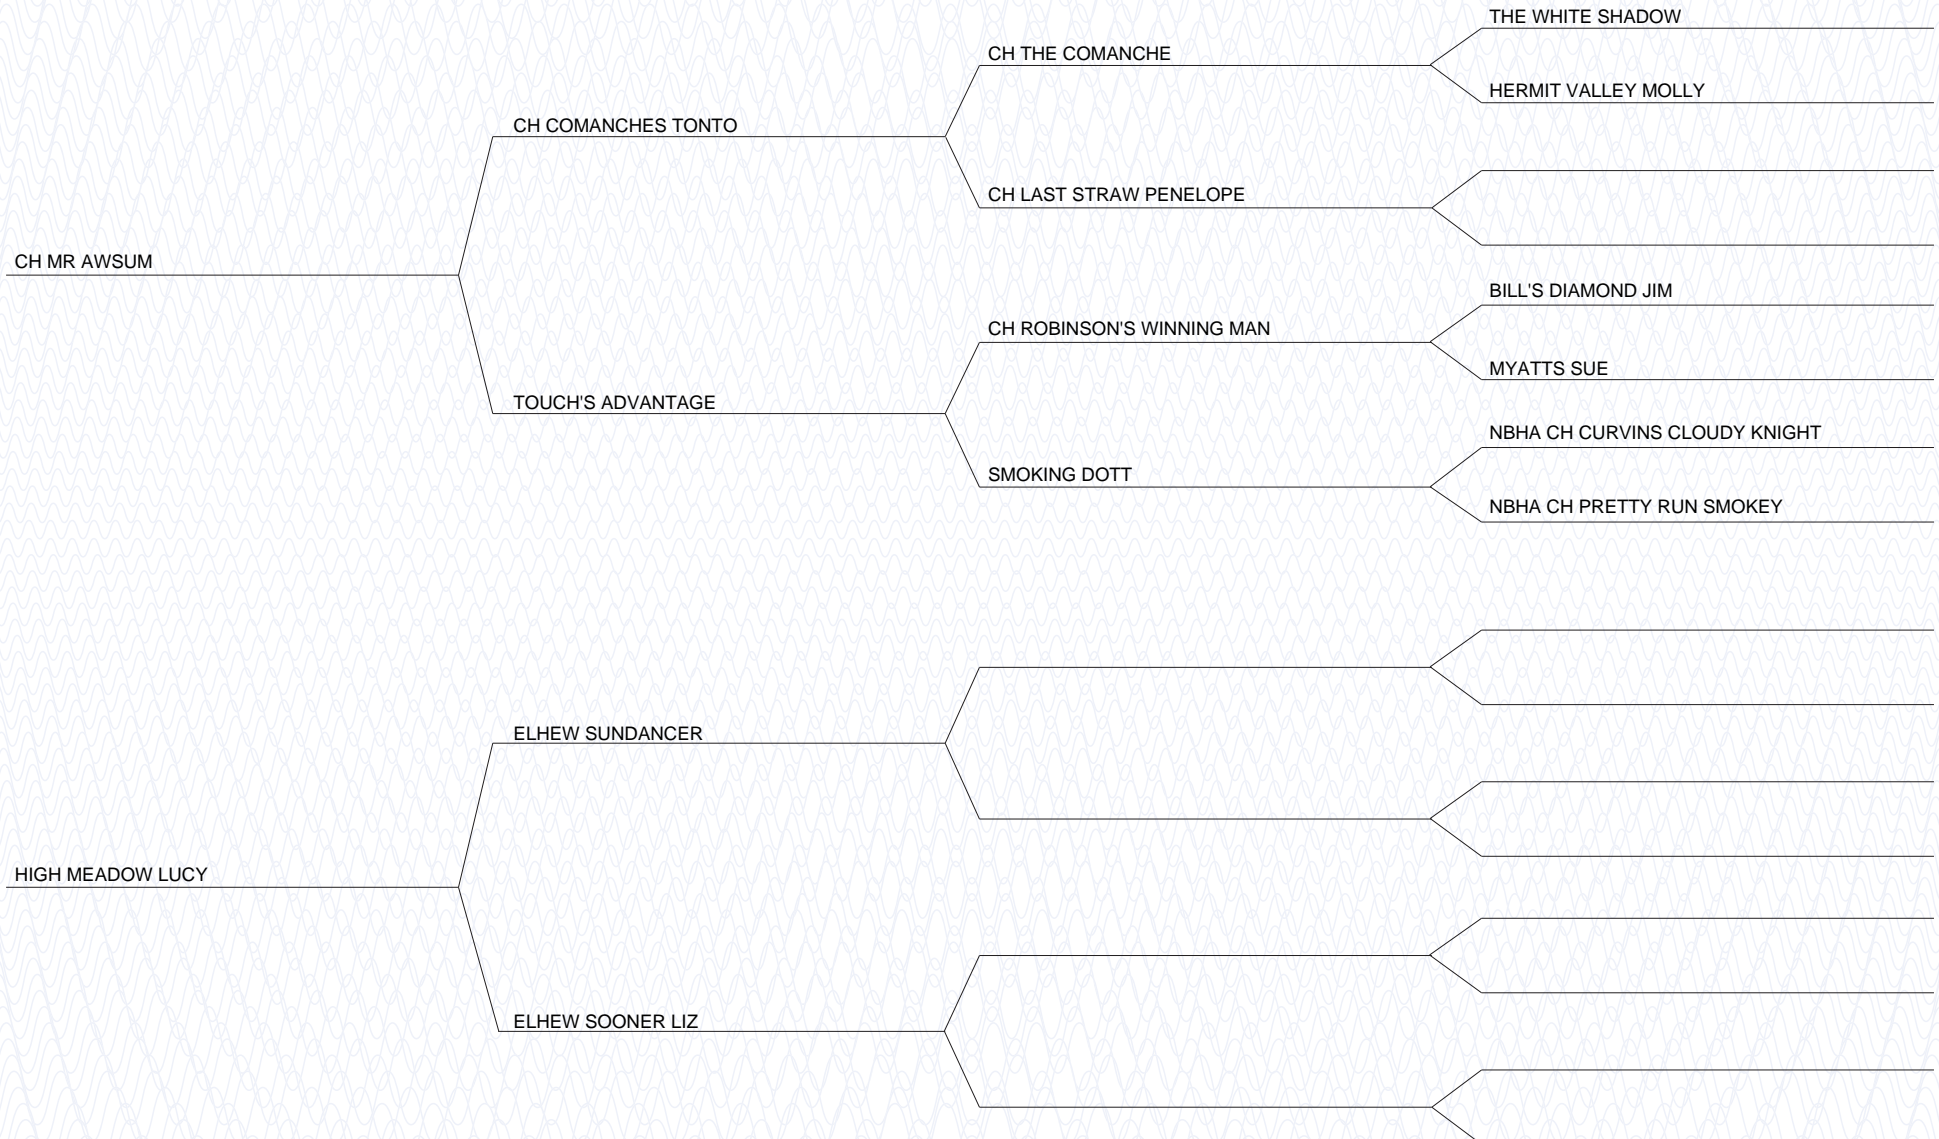 THE WHITE SHADOW
CH THE COMANCHE
HERMIT VALLEY MOLLY
CH COMANCHES TONTO
CH LAST STRAW PENELOPE
CH MR AWSUM
BILL'S DIAMOND JIM
CH ROBINSON'S WINNING MAN
MYATTS SUE
TOUCH'S ADVANTAGE
NBHA CH CURVINS CLOUDY KNIGHT
SMOKING DOTT
NBHA CH PRETTY RUN SMOKEY
ELHEW SUNDANCER
HIGH MEADOW LUCY
ELHEW SOONER LIZ